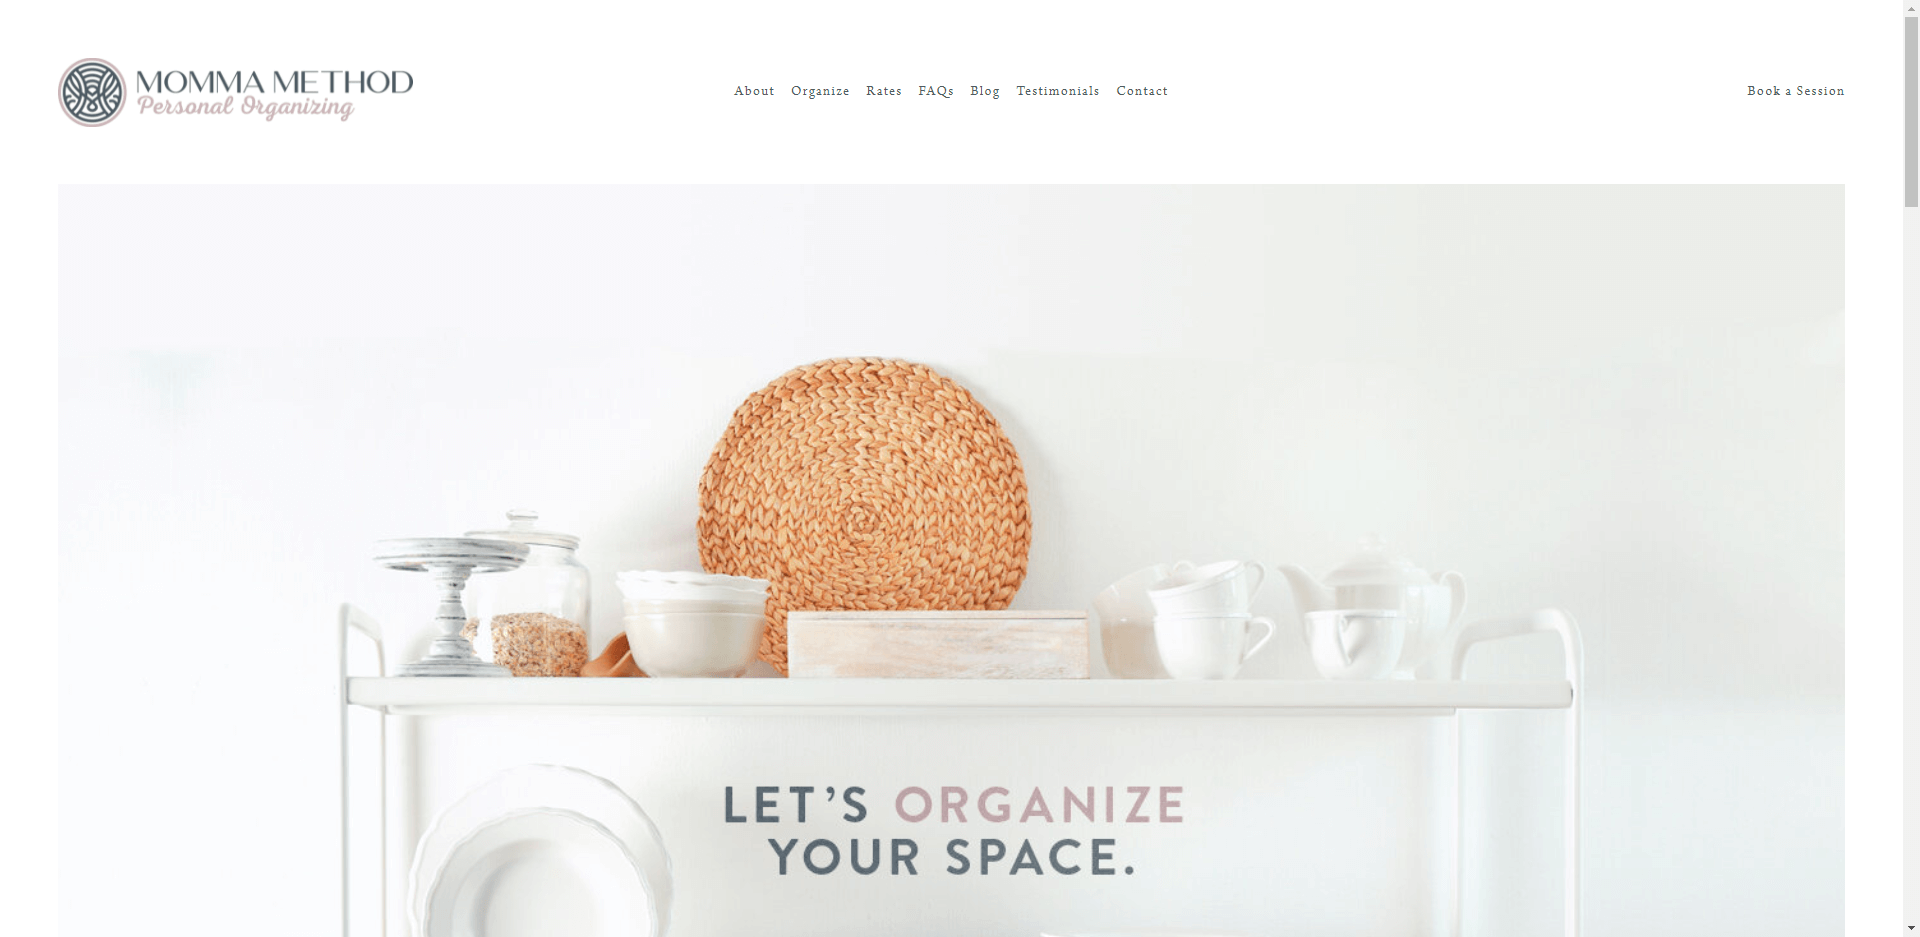 MOMMA METHOD
Personal Organizing
About Organize Rates FAQs Blog Testimonials Contact
Book a Session
LET'S ORGANIZE
YOUR SPACE.